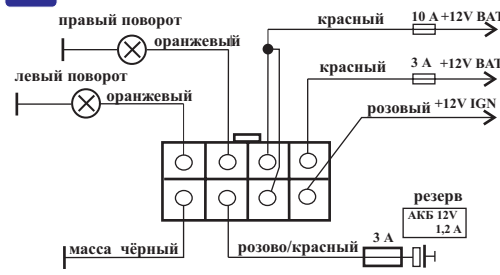 правый поворот
оранжевый
левый поворот
оранжевый
красный
10 А +12V BAT
красный
3 А +12V BAT
розовый +12V IGN
резерв
АКБ 12V
1,2 А
масса чёрный
розово/красный
3 А